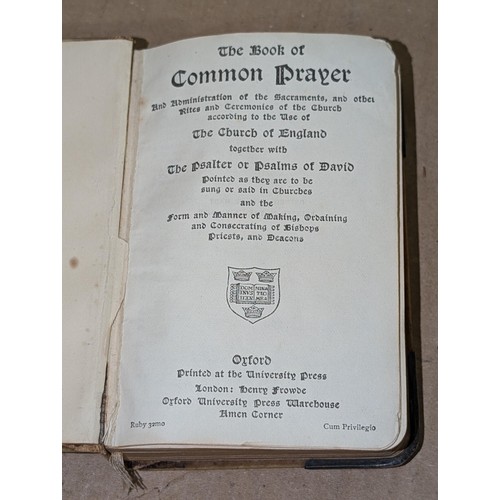 The Book of
Common Prayer
And Administration of the Sacraments, and other
Rites and Ceremonies of the Church
according to the Use of
The Church of England
together with
The Psalter or Psalms of David
Pointed as they are to be
sung or said in Churches
and the
Form and Manner of Making, Ordaining
and Consecrating of Bishops
Priests, and Deacons
DOM MINA
Oxford
Printed at the University Press
London: Henry Frowde
Oxford University Press Warehouse
Amen Corner
Ruby 32mo Cum Privilegio